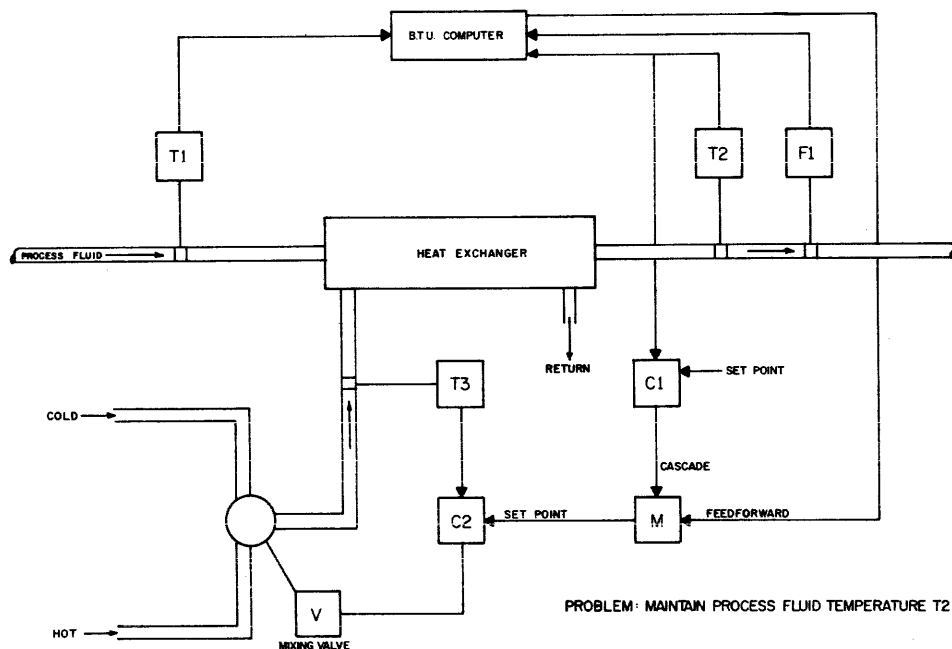 B.T.U. COMPUTER
T1
T2
F1
PROCESS FLUID
HEAT EXCHANGER
RETURN
T3
C1
SET POINT
COLD
CASCADE
C2
SET POINT
M
FEEDFORWARD
V
HOT
MIXING VALVE
PROBLEM: MAINTAIN PROCESS FLUID TEMPERATURE T2